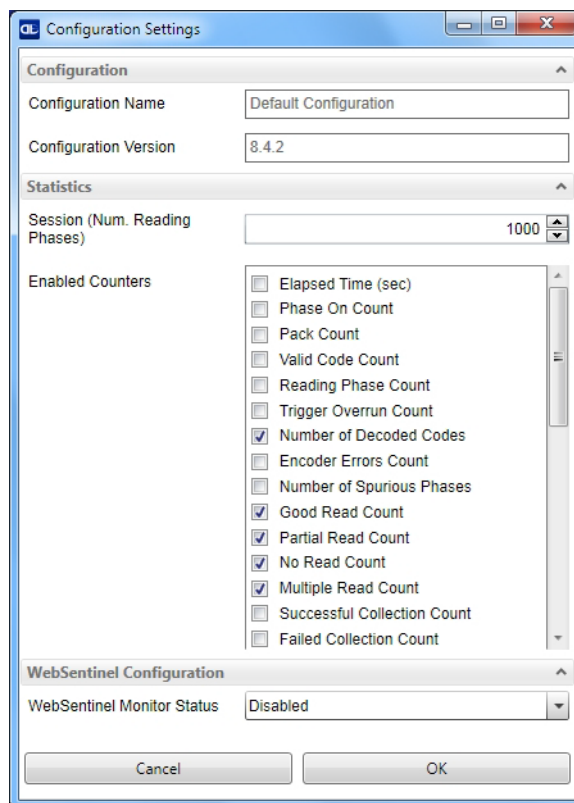 DL Configuration Settings
Configuration
Configuration Name Default Configuration
Configuration Version 8.4.2
Statistics
Session (Num. Reading Phases) 1000
Enabled Counters
Elapsed Time (sec)
Phase On Count
Pack Count
Valid Code Count
Reading Phase Count
Trigger Overrun Count
Number of Decoded Codes
Encoder Errors Count
Number of Spurious Phases
Good Read Count
Partial Read Count
No Read Count
Multiple Read Count
Successful Collection Count
Failed Collection Count
WebSentinel Configuration
WebSentinel Monitor Status Disabled
Cancel OK